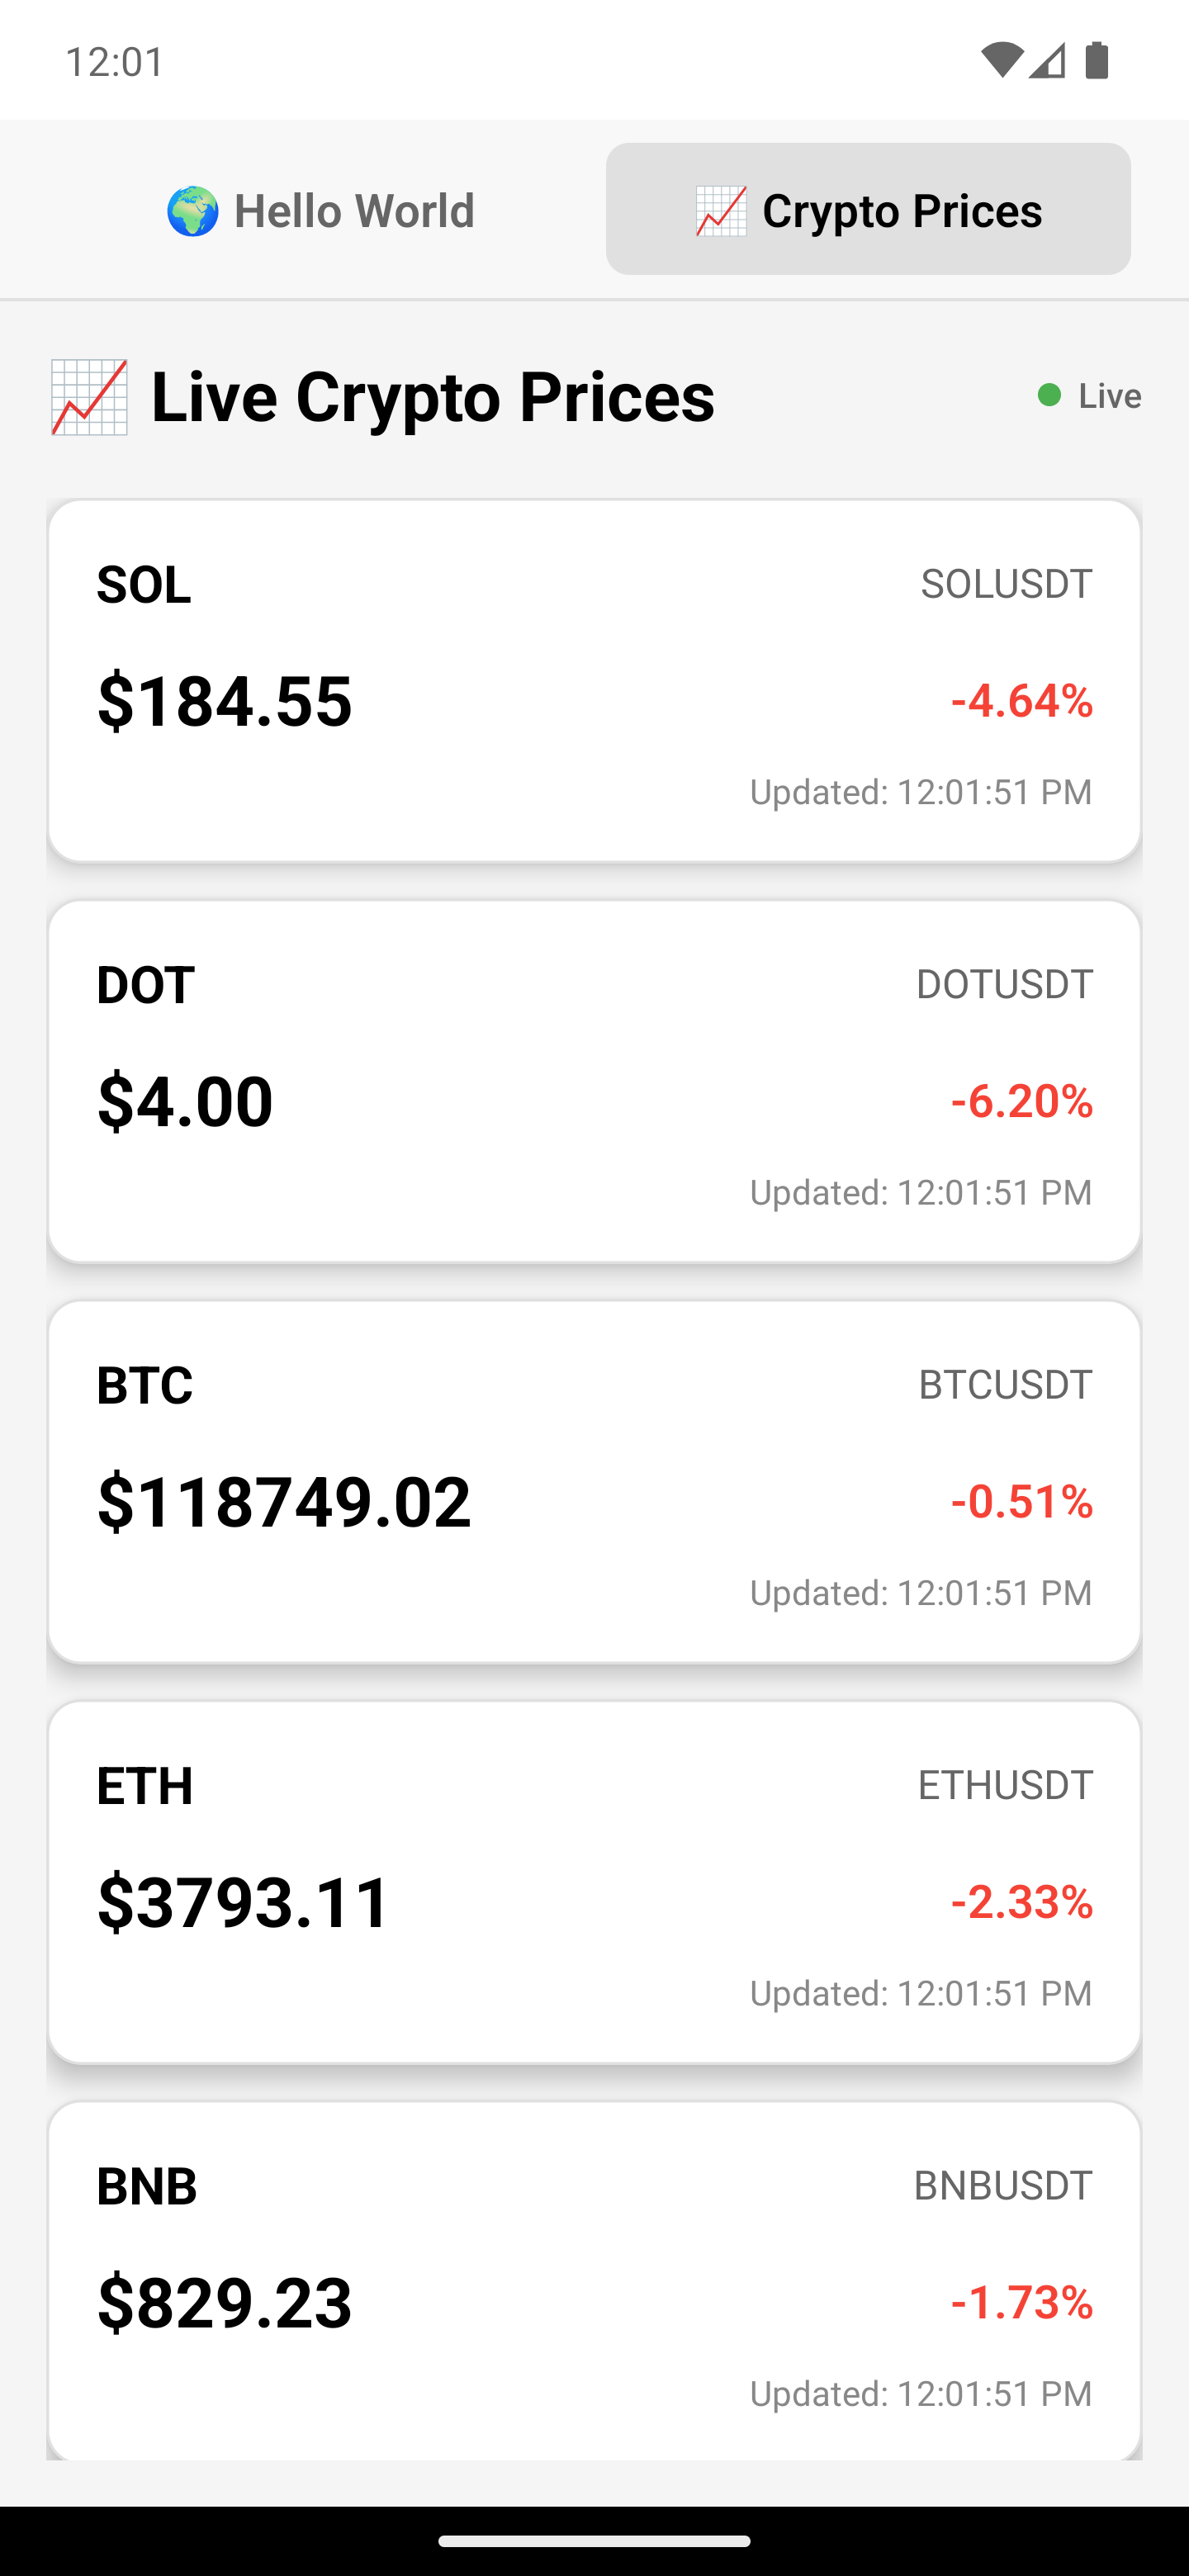 12:01
🌍 Hello World
📈 Crypto Prices
📈 Live Crypto Prices
Live
SOL
SOLUSDT
$184.55
-4.64%
Updated: 12:01:51 PM
DOT
DOTUSDT
$4.00
-6.20%
Updated: 12:01:51 PM
BTC
BTCUSDT
$118749.02
-0.51%
Updated: 12:01:51 PM
ETH
ETHUSDT
$3793.11
-2.33%
Updated: 12:01:51 PM
BNB
BNBUSDT
$829.23
-1.73%
Updated: 12:01:51 PM